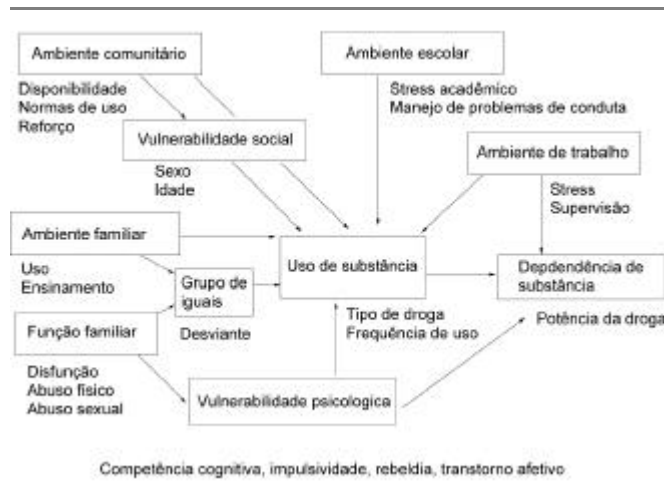 Ambiente comunitário
Ambiente escolar
Disponibilidade
Normas de uso
Reforço
Stress acadêmico
Manejo de problemas de conduta
Vulnerabilidade social
Sexo
Idade
Ambiente de trabalho
Stress
Supervisão
Ambiente familiar
Uso
Ensinamento
Grupo de
iguais
Desviante
Uso de substância
Depdendência de
substância
Função familiar
Disfunção
Abuso físico
Abuso sexual
Tipo de droga
Frequência de uso
Potência da droga
Vulnerabilidade psicologica
Competência cognitiva, impulsividade, rebeldia, transtorno afetivo